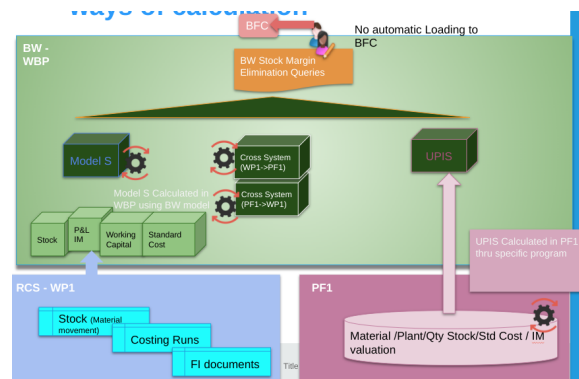 ways of calculation
BFC
No automatic Loading to
BFC
BW -
WBP
BW Stock Margin
Elimination Queries
Model S
Cross System
(WP1->PF1)
UPIS
Cross System
(PF1->WP1)
Model S Calculated in
WBP using BW model
Stock
P&L
IM
Working
Capital
Standard
Cost
UPIS Calculated in PF1
thru specific program
RCS - WP1
PF1
Stock (Material
movement)
Costing Runs
FI documents
Title
Material /Plant/Qty Stock/Std Cost / IM
valuation